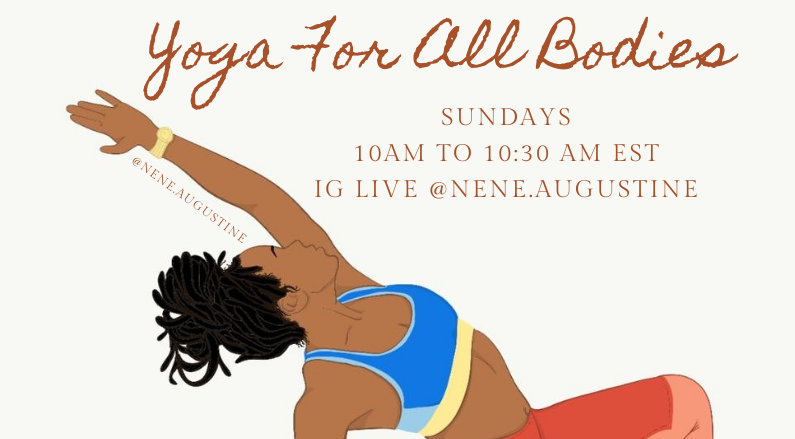 Yoga For All Bodies
SUNDAYS
10AM TO 10:30 AM EST
IG LIVE @NENE.AUGUSTINE
@NENE.AUGUSTINE